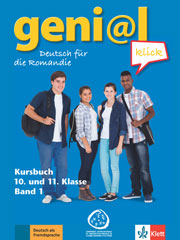 geni@l
klick
Deutsch für
die Romandie
Kursbuch
10. und 11. Klasse
Band 1
Deutsch als
Fremdsprache
Klett